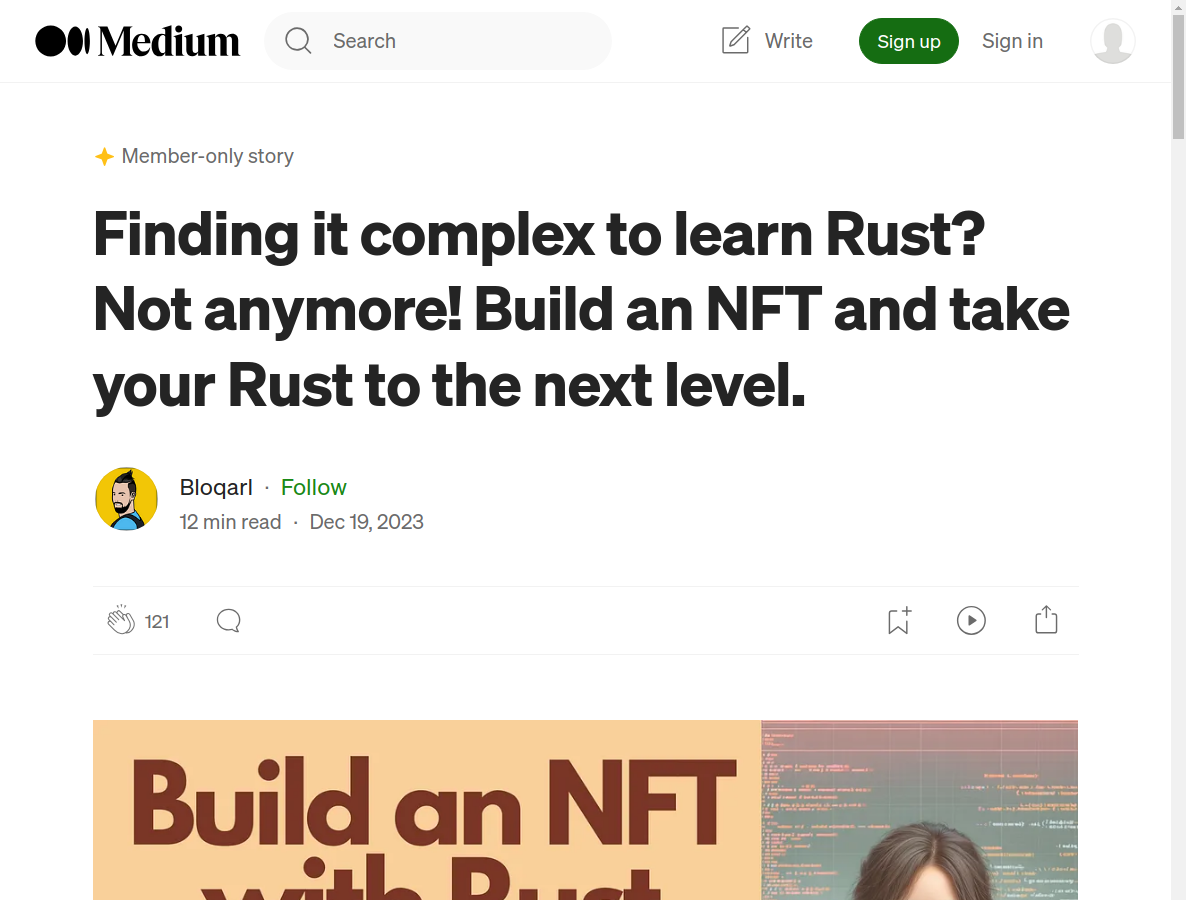 Medium
Search
Write
Sign up
Sign in
Member-only story
Finding it complex to learn Rust?
Not anymore! Build an NFT and take
your Rust to the next level.
Bloqarl · Follow
12 min read · Dec 19, 2023
121
Build an NFT
with Rust